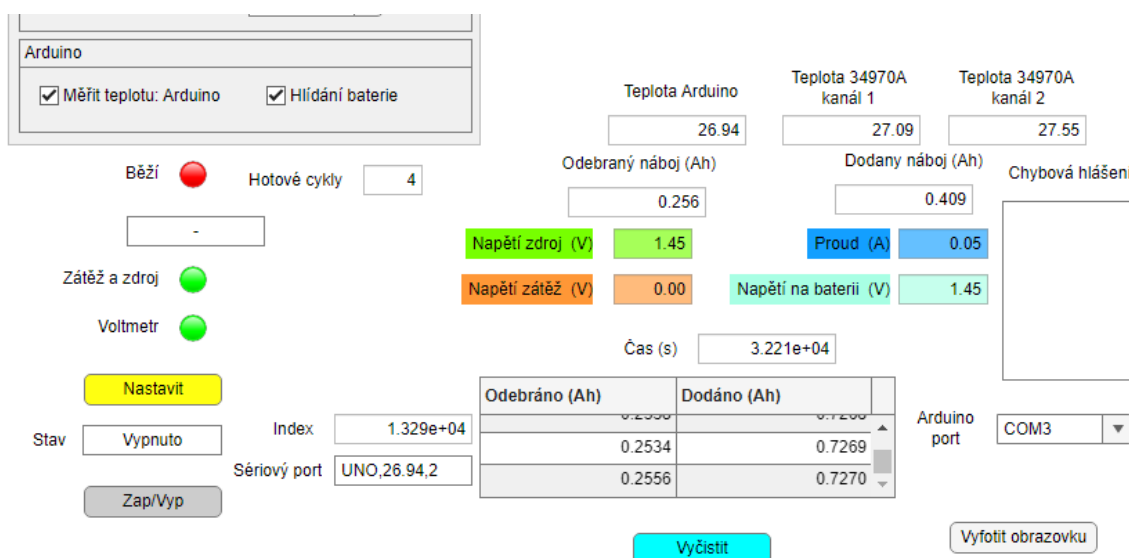 Arduino
Měřit teplotu: Arduino
Hlídání baterie
Teplota Arduino
Teplota 34970A
kanál 1
Teplota 34970A
kanál 2
26.94
27.09
27.55
Běží
Hotové cykly
4
Odebraný náboj (Ah)
Dodany náboj (Ah)
Chybová hlášení
0.256
0.409
-
Napětí zdroj (V)
1.45
Proud (A)
0.05
Zátěž a zdroj
Napětí zátěž (V)
0.00
Napětí na baterii (V)
1.45
Voltmetr
Čas (s)
3.221e+04
Nastavit
Odebráno (Ah)
Dodáno (Ah)
Index
1.329e+04
Arduino
port
COM3
Stav
Vypnuto
0.2534
0.7269
Sériový port
UNO,26.94,2
0.2556
0.7270
Zap/Vyp
Vyčistit
Vyfotit obrazovku